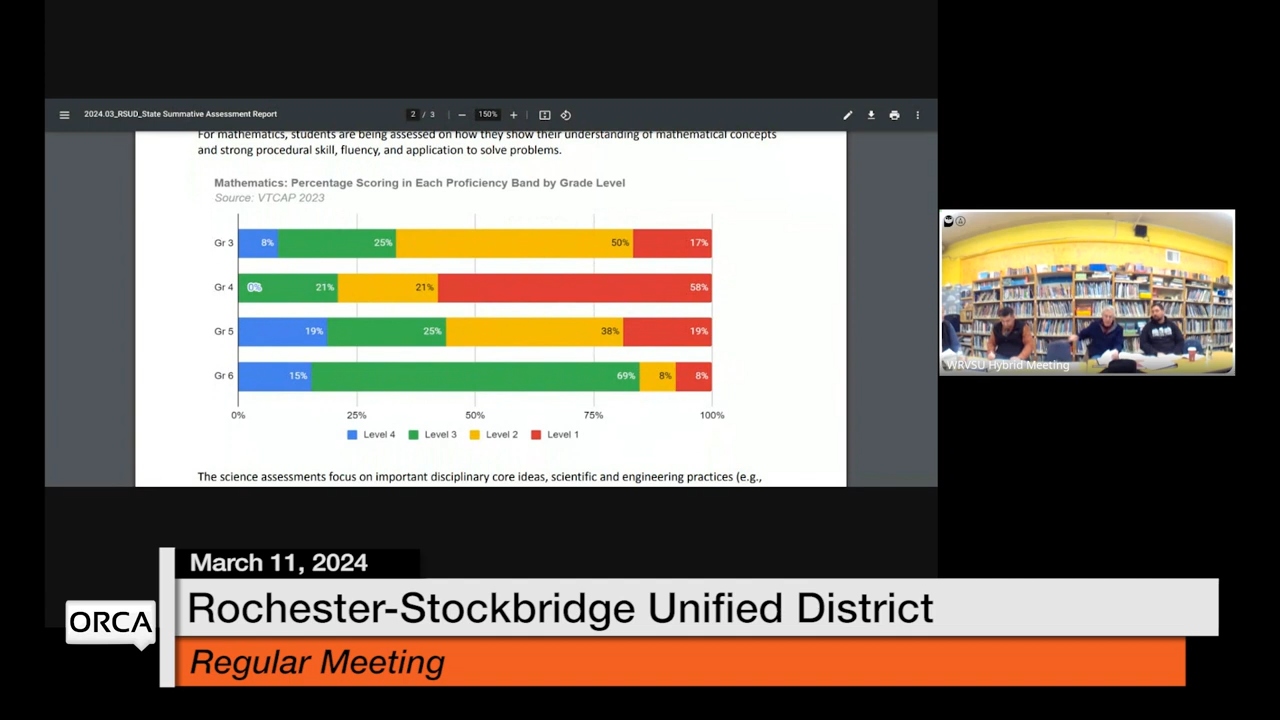 2024.03_RSUD_State Summative Assessment Report
2 / 3
150%
For mathematics, students are being assessed on how they show their understanding of mathematical concepts
and strong procedural skill, fluency, and application to solve problems.
Mathematics: Percentage Scoring in Each Proficiency Band by Grade Level
Source: VTCAP 2023
Gr 3 8% 25% 50% 17%
Gr 4 0% 21% 21% 58%
Gr 5 19% 25% 38% 19%
Gr 6 15% 69% 8% 8%
0% 25% 50% 75% 100%
Level 4 Level 3 Level 2 Level 1
The science assessments focus on important disciplinary core ideas, scientific and engineering practices (e.g.,
WRVSU Hybrid Meeting
March 11, 2024
ORCA
Rochester-Stockbridge Unified District
Regular Meeting